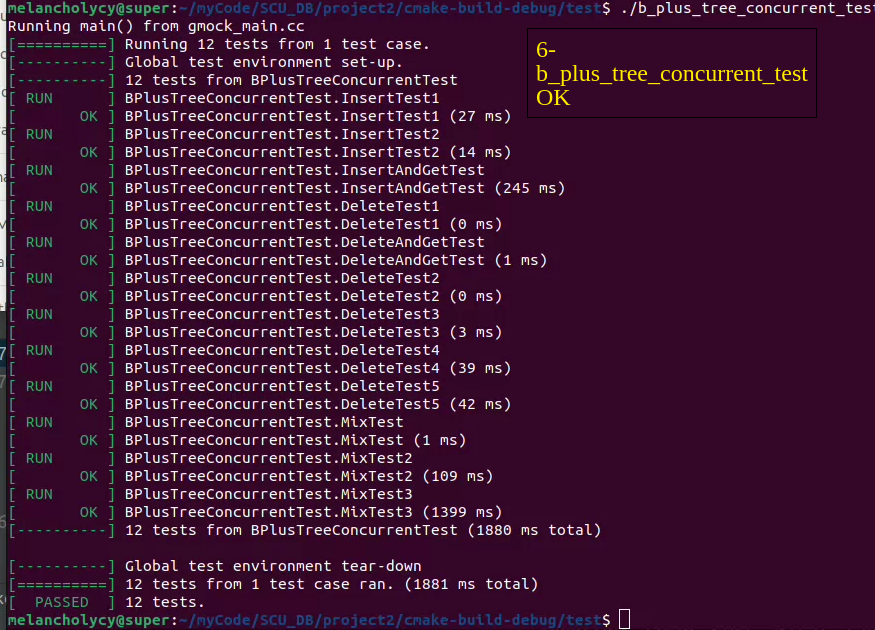 melancholycy@super:~/myCode/SCU_DB/project2/cmake-build-debug/test$ ./b_plus_tree_concurrent_test
Running main() from gmock_main.cc
[==========] Running 12 tests from 1 test case.
[----------] Global test environment set-up.
[----------] 12 tests from BPlusTreeConcurrentTest
[ RUN      ] BPlusTreeConcurrentTest.InsertTest1
[       OK ] BPlusTreeConcurrentTest.InsertTest1 (27 ms)
[ RUN      ] BPlusTreeConcurrentTest.InsertTest2
[       OK ] BPlusTreeConcurrentTest.InsertTest2 (14 ms)
[ RUN      ] BPlusTreeConcurrentTest.InsertAndGetTest
[       OK ] BPlusTreeConcurrentTest.InsertAndGetTest (245 ms)
[ RUN      ] BPlusTreeConcurrentTest.DeleteTest1
[       OK ] BPlusTreeConcurrentTest.DeleteTest1 (0 ms)
[ RUN      ] BPlusTreeConcurrentTest.DeleteAndGetTest
[       OK ] BPlusTreeConcurrentTest.DeleteAndGetTest (1 ms)
[ RUN      ] BPlusTreeConcurrentTest.DeleteTest2
[       OK ] BPlusTreeConcurrentTest.DeleteTest2 (0 ms)
[ RUN      ] BPlusTreeConcurrentTest.DeleteTest3
[       OK ] BPlusTreeConcurrentTest.DeleteTest3 (3 ms)
[ RUN      ] BPlusTreeConcurrentTest.DeleteTest4
[       OK ] BPlusTreeConcurrentTest.DeleteTest4 (39 ms)
[ RUN      ] BPlusTreeConcurrentTest.DeleteTest5
[       OK ] BPlusTreeConcurrentTest.DeleteTest5 (42 ms)
[ RUN      ] BPlusTreeConcurrentTest.MixTest
[       OK ] BPlusTreeConcurrentTest.MixTest (1 ms)
[ RUN      ] BPlusTreeConcurrentTest.MixTest2
[       OK ] BPlusTreeConcurrentTest.MixTest2 (109 ms)
[ RUN      ] BPlusTreeConcurrentTest.MixTest3
[       OK ] BPlusTreeConcurrentTest.MixTest3 (1399 ms)
[----------] 12 tests from BPlusTreeConcurrentTest (1880 ms total)
[----------] Global test environment tear-down
[==========] 12 tests from 1 test case ran. (1881 ms total)
[  PASSED  ] 12 tests.
melancholycy@super:~/myCode/SCU_DB/project2/cmake-build-debug/test$
6-
b_plus_tree_concurrent_test
OK